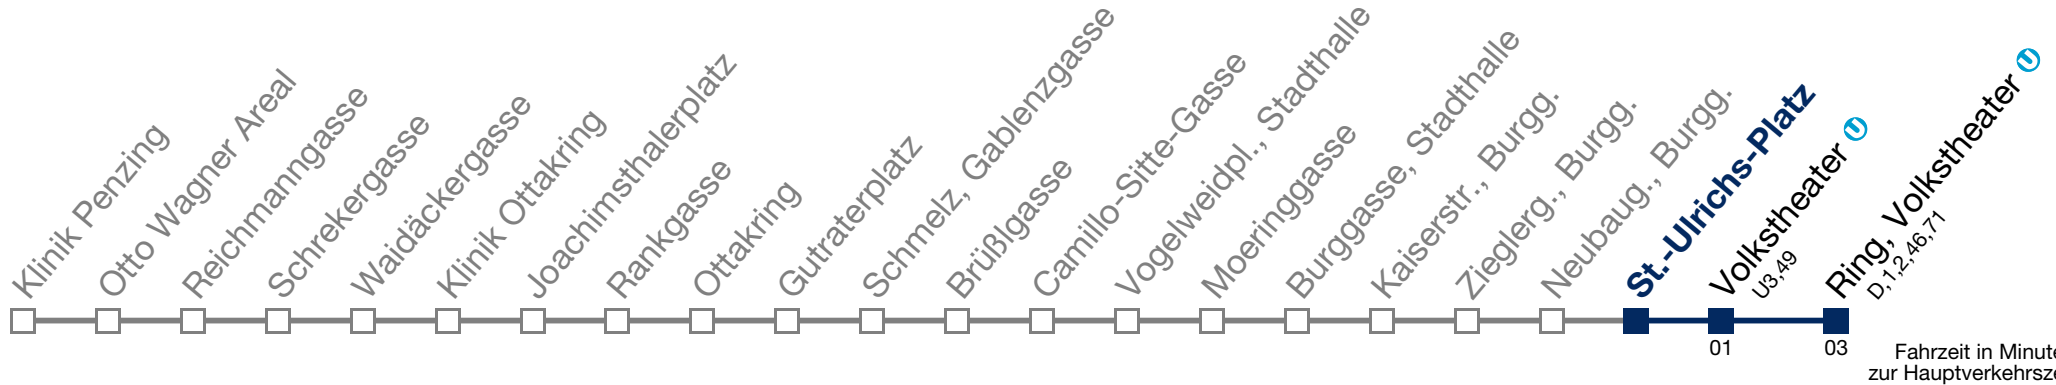 Klinik Penzing
Otto Wagner Areal
Reichmanngasse
Schrekergasse
Waidäckergasse
Klinik Ottakring
Joachimsthalerplatz
Rankgasse
Ottakring
Gutraterplatz
Schmelz, Gablenzgasse
Brüßlgasse
Camillo-Sitte-Gasse
Vogelweidpl., Stadthalle
Moeringgasse
Burggasse, Stadthalle
Kaiserstr., Burgg.
Zieglerg., Burgg.
Neubaug., Burgg.
St.-Ulrichs-Platz
Volkstheater U
U3,49
Ring, Volkstheater U
D,1,2,46,71
01
03
Fahrzeit in Minute
zur Hauptverkehrsze